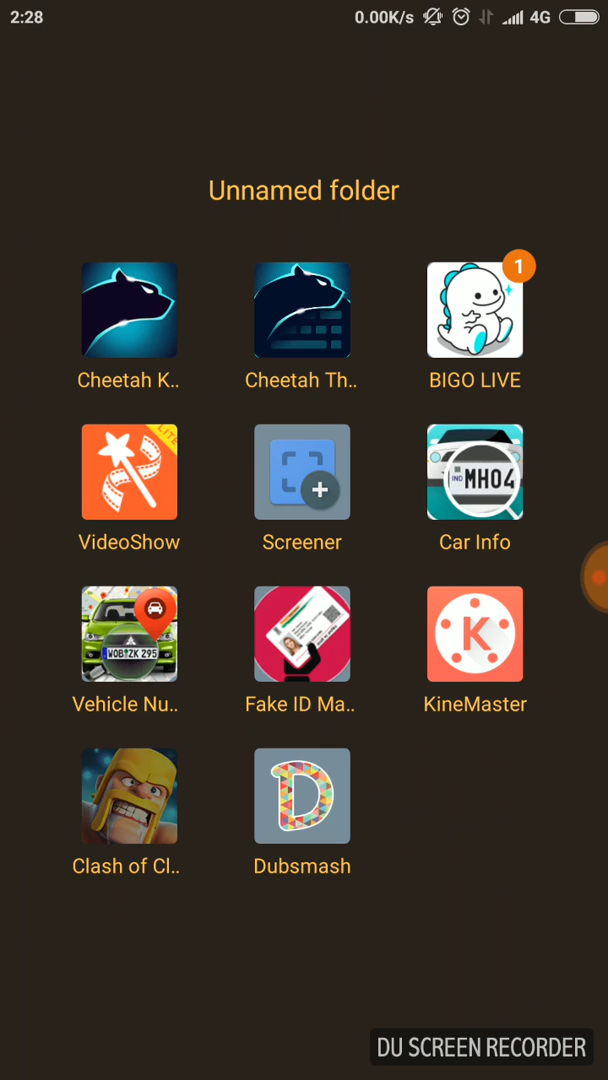 2:28
0.00K/s 4G
Unnamed folder
1
Cheetah K..
Cheetah Th..
BIGO LIVE
LITE
IND MH04
VideoShow
Screener
Car Info
WOB ZK 295
K
Vehicle Nu..
Fake ID Ma..
KineMaster
D
Clash of Cl..
Dubsmash
DU SCREEN RECORDER